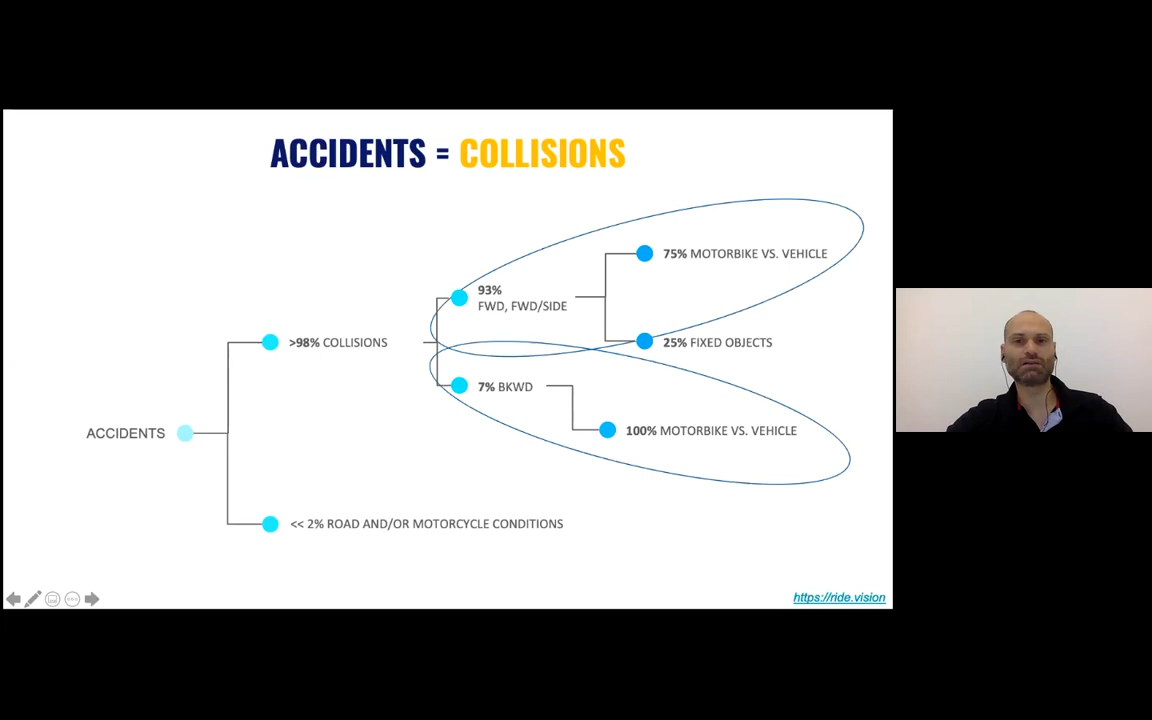 ACCIDENTS = COLLISIONS
75% MOTORBIKE VS. VEHICLE
93%
FWD, FWD/SIDE
>98% COLLISIONS
25% FIXED OBJECTS
7% BKWD
ACCIDENTS
100% MOTORBIKE VS. VEHICLE
<< 2% ROAD AND/OR MOTORCYCLE CONDITIONS
https://ride.vision